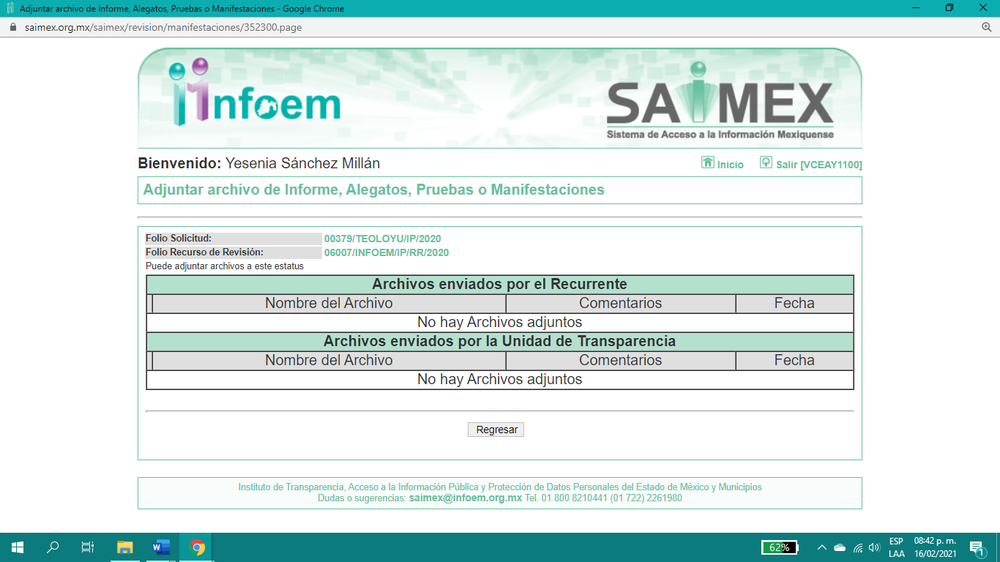 Adjuntar archivo de Informe, Alegatos, Pruebas o Manifestaciones - Google Chrome
saimex.org.mx/saimex/revision/manifestaciones/352300.page
infoem
SAIMEX
Sistema de Acceso a la Información Mexiquense
Bienvenido: Yesenia Sánchez Millán
Inicio
Salir [VCEAY1100]
Adjuntar archivo de Informe, Alegatos, Pruebas o Manifestaciones
Folio Solicitud: 00379/TEOLOYU/IP/2020
Folio Recurso de Revisión: 06007/INFOEM/IP/RR/2020
Puede adjuntar archivos a este estatus
Archivos enviados por el Recurrente
Nombre del Archivo Comentarios Fecha
No hay Archivos adjuntos
Archivos enviados por la Unidad de Transparencia
Nombre del Archivo Comentarios Fecha
No hay Archivos adjuntos
Regresar
Instituto de Transparencia, Acceso a la Información Pública y Protección de Datos Personales del Estado de México y Municipios
Dudas o sugerencias: saimex@infoem.org.mx Tel. 01 800 8210441 (01 722) 2261980
62%
ESP
LAA
08:42 p. m.
16/02/2021
1